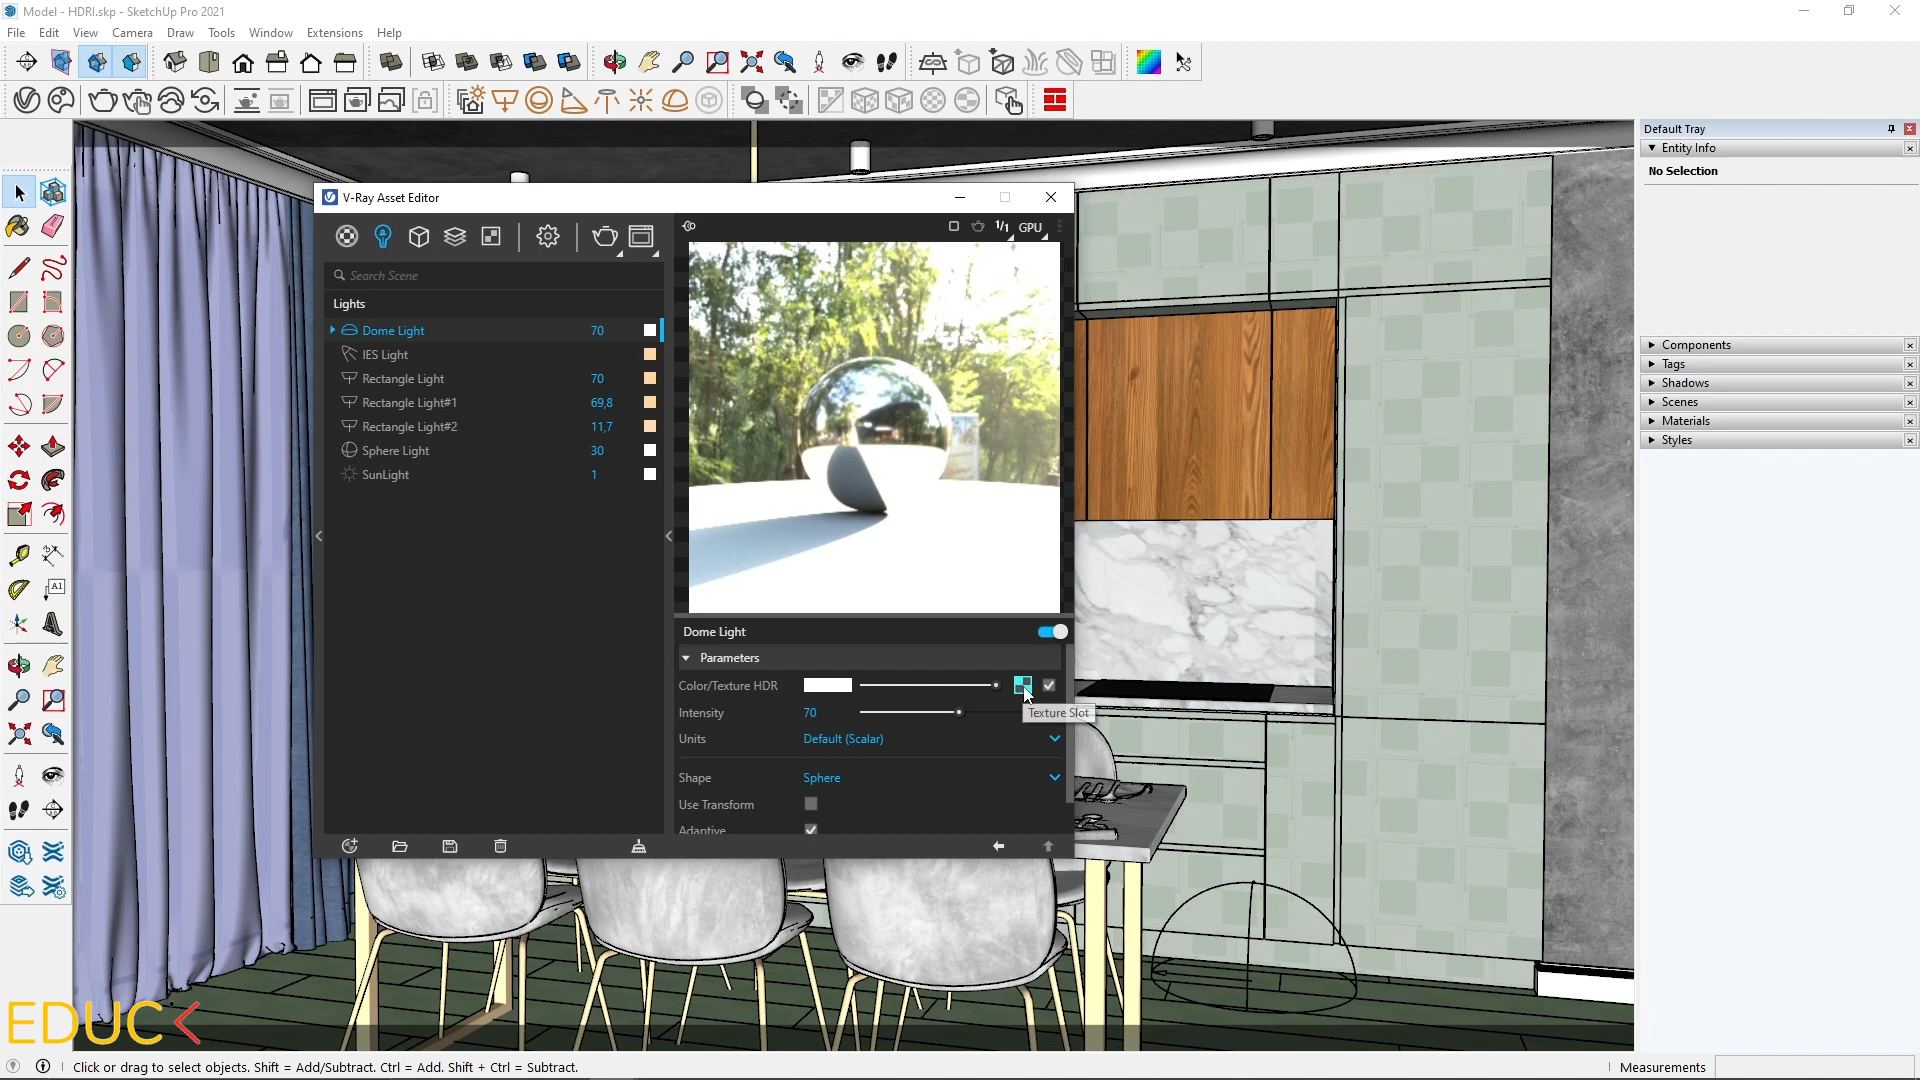 Model - HDRI.skp - SketchUp Pro 2021
File Edit View Camera Draw Tools Window Extensions Help
Default Tray
Entity Info
No Selection
Components
Tags
Shadows
Scenes
Materials
Styles
V-Ray Asset Editor
1/1 GPU
Search Scene
Lights
Dome Light 70
IES Light
Rectangle Light 70
Rectangle Light#1 69,8
Rectangle Light#2 11,7
Sphere Light 30
SunLight 1
Dome Light
Parameters
Color/Texture HDR
Intensity 70
Texture Slot
Units Default (Scalar)
Shape Sphere
Use Transform
Adaptive
A1
EDUC
Click or drag to select objects. Shift = Add/Subtract. Ctrl = Add. Shift + Ctrl = Subtract.
Measurements